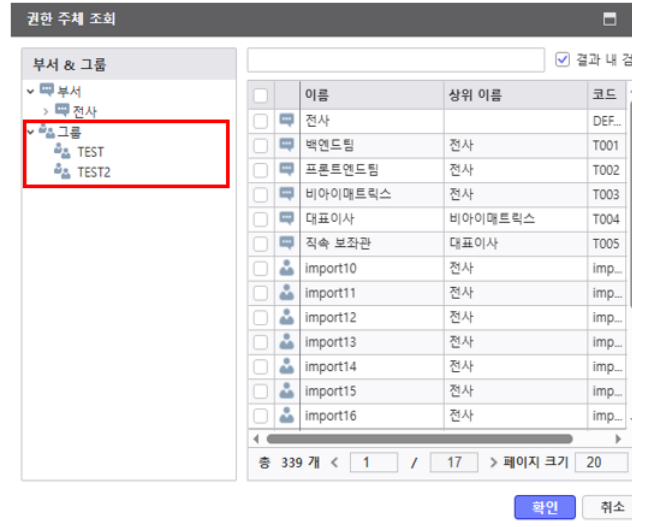 권한 주체 조회
부서 & 그룹
부서
전사
그룹
TEST
TEST2
결과 내 검
이름 상위 이름 코드
전사 DEF...
백엔드팀 전사 T001
프론트엔드팀 전사 T002
비아이매트릭스 전사 T003
대표이사 비아이매트릭스 T004
직속 보좌관 대표이사 T005
import10 전사 imp...
import11 전사 imp...
import12 전사 imp...
import13 전사 imp...
import14 전사 imp...
import15 전사 imp...
import16 전사 imp...
총 339 개 < 1 / 17 > 페이지 크기 20
확인 취소